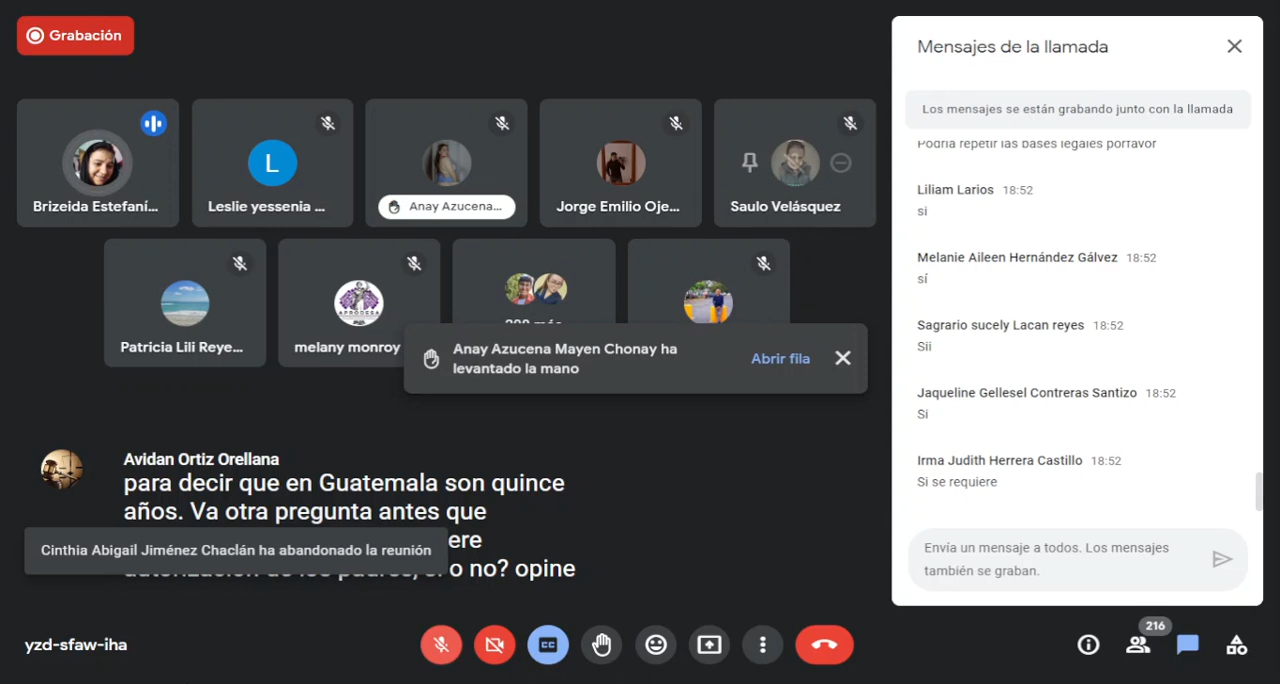 Grabación
Brizeida Estefaní...
L
Leslie yessenia ...
Anay Azucena...
Jorge Emilio Oje...
Saulo Velásquez
Patricia Lili Reye...
melany monroy
Anay Azucena Mayen Chonay ha
levantado la mano
Abrir fila
Avidan Ortiz Orellana
para decir que en Guatemala son quince
años. Va otra pregunta antes que
ere
o no? opine
Cinthia Abigail Jiménez Chaclán ha abandonado la reunión
yzd-sfaw-iha
CC
216
Mensajes de la llamada
Los mensajes se están grabando junto con la llamada
Podría repetir las bases legales porfavor
Liliam Larios 18:52
si
Melanie Aileen Hernández Gálvez 18:52
sí
Sagrario sucely Lacan reyes 18:52
Sii
Jaqueline Gellesel Contreras Santizo 18:52
Si
Irma Judith Herrera Castillo 18:52
Si se requiere
Envía un mensaje a todos. Los mensajes
también se graban.